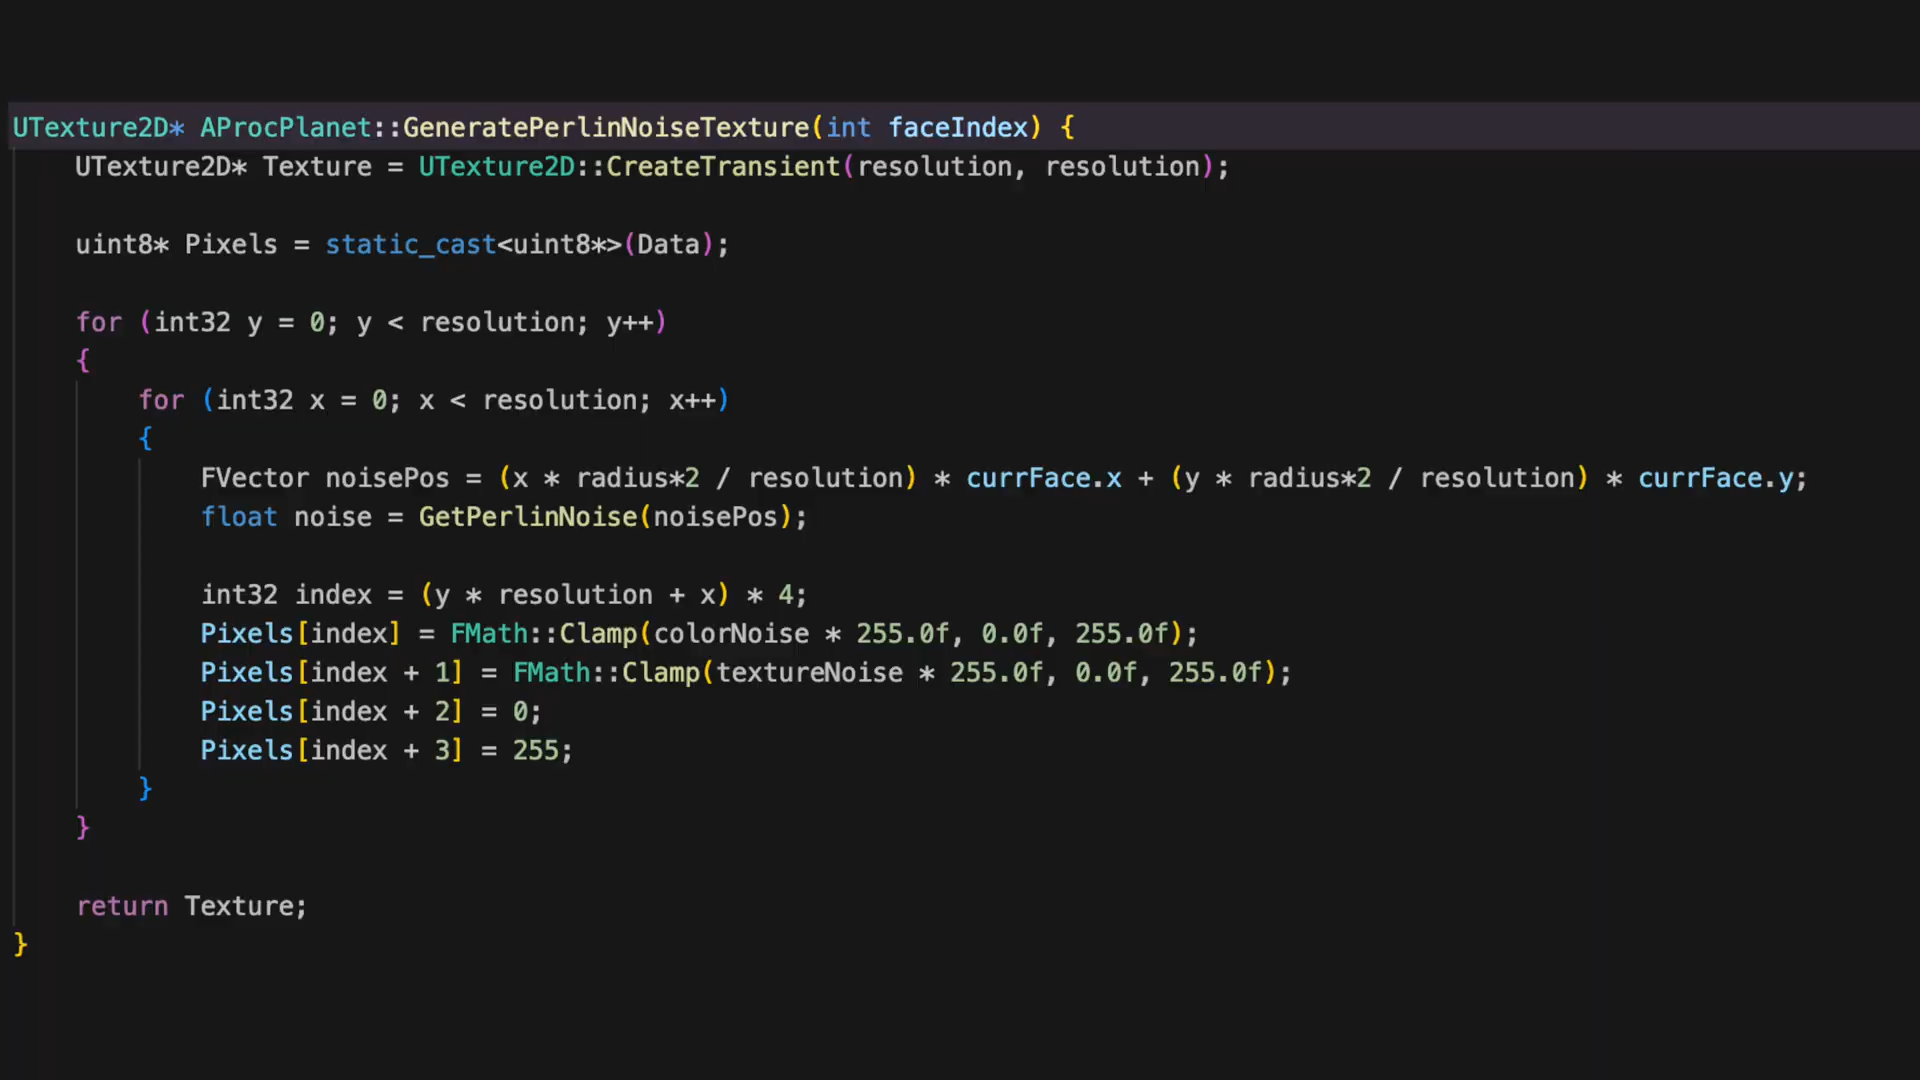 UTexture2D* AProcPlanet::GeneratePerlinNoiseTexture(int faceIndex) {
    UTexture2D* Texture = UTexture2D::CreateTransient(resolution, resolution);

    uint8* Pixels = static_cast<uint8*>(Data);

    for (int32 y = 0; y < resolution; y++)
    {
        for (int32 x = 0; x < resolution; x++)
        {
            FVector noisePos = (x * radius*2 / resolution) * currFace.x + (y * radius*2 / resolution) * currFace.y;
            float noise = GetPerlinNoise(noisePos);

            int32 index = (y * resolution + x) * 4;
            Pixels[index] = FMath::Clamp(colorNoise * 255.0f, 0.0f, 255.0f);
            Pixels[index + 1] = FMath::Clamp(textureNoise * 255.0f, 0.0f, 255.0f);
            Pixels[index + 2] = 0;
            Pixels[index + 3] = 255;
        }
    }

    return Texture;
}